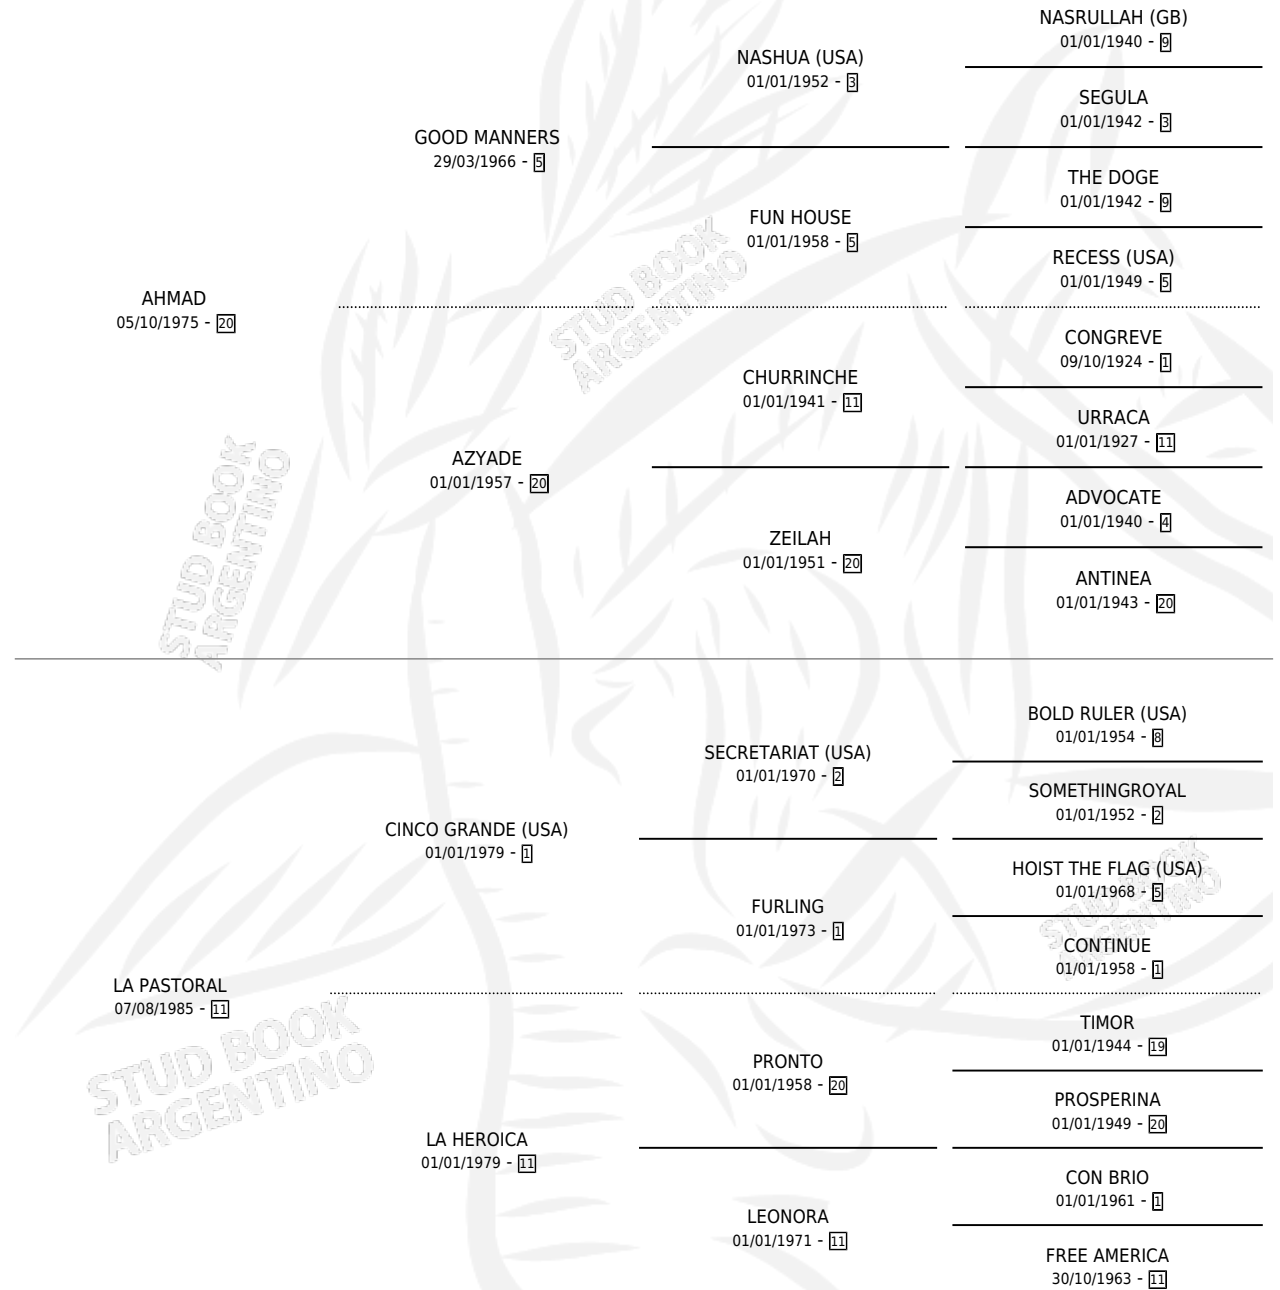 NASRULLAH (GB)
01/01/1940 - 9
NASHUA (USA)
01/01/1952 - 3
SEGULA
01/01/1942 - 3
GOOD MANNERS
29/03/1966 - 5
THE DOGE
01/01/1942 - 9
FUN HOUSE
01/01/1958 - 5
RECESS (USA)
01/01/1949 - 5
AHMAD
05/10/1975 - 20
CONGREVE
09/10/1924 - 1
CHURRINCHE
01/01/1941 - 11
URRACA
01/01/1927 - 11
AZYADE
01/01/1957 - 20
ADVOCATE
01/01/1940 - 4
ZEILAH
01/01/1951 - 20
ANTINEA
01/01/1943 - 20
BOLD RULER (USA)
01/01/1954 - 8
SECRETARIAT (USA)
01/01/1970 - 2
SOMETHINGROYAL
01/01/1952 - 2
CINCO GRANDE (USA)
01/01/1979 - 1
HOIST THE FLAG (USA)
01/01/1968 - 5
FURLING
01/01/1973 - 1
CONTINUE
01/01/1958 - 1
LA PASTORAL
07/08/1985 - 11
TIMOR
01/01/1944 - 19
PRONTO
01/01/1958 - 20
PROSPERINA
01/01/1949 - 20
LA HEROICA
01/01/1979 - 11
CON BRIO
01/01/1961 - 1
LEONORA
01/01/1971 - 11
FREE AMERICA
30/10/1963 - 11
STUD BOOK
ARGENTINO
STUD BOOK
ARGENTINO
STUD BOOK
ARGENTINO
STUD BOOK
ARGENTINO